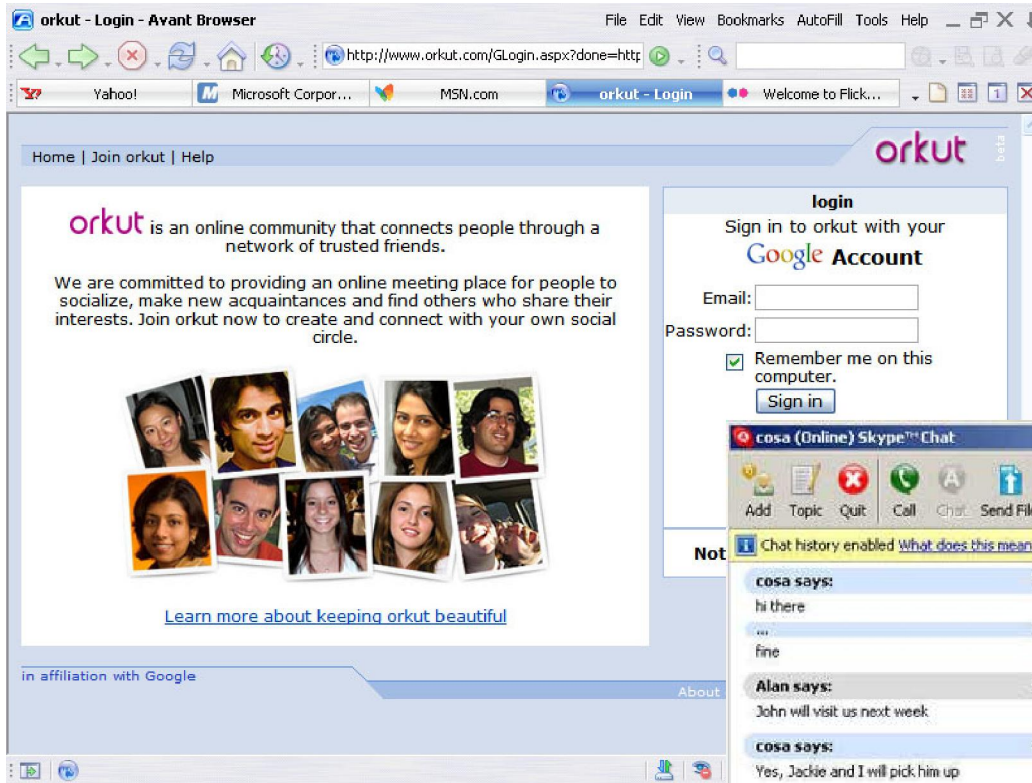 orkut - Login - Avant Browser
File Edit View Bookmarks AutoFill Tools Help
http://www.orkut.com/GLogin.aspx?done=http
Yahoo!
Microsoft Corpor...
MSN.com
orkut - Login
Welcome to Flick...
Home | Join orkut | Help
orkut
beta
orkut is an online community that connects people through a
network of trusted friends.
We are committed to providing an online meeting place for people to
socialize, make new acquaintances and find others who share their
interests. Join orkut now to create and connect with your own social
circle.
Learn more about keeping orkut beautiful
login
Sign in to orkut with your
Google Account
Email:
Password:
Remember me on this
computer.
Sign in
Not
in affiliation with Google
About
cosa (Online) Skype™ Chat
Add Topic Quit Call Chat Send File
Chat history enabled What does this mean
cosa says:
hi there
...
fine
Alan says:
John will visit us next week
cosa says:
Yes, Jackie and I will pick him up